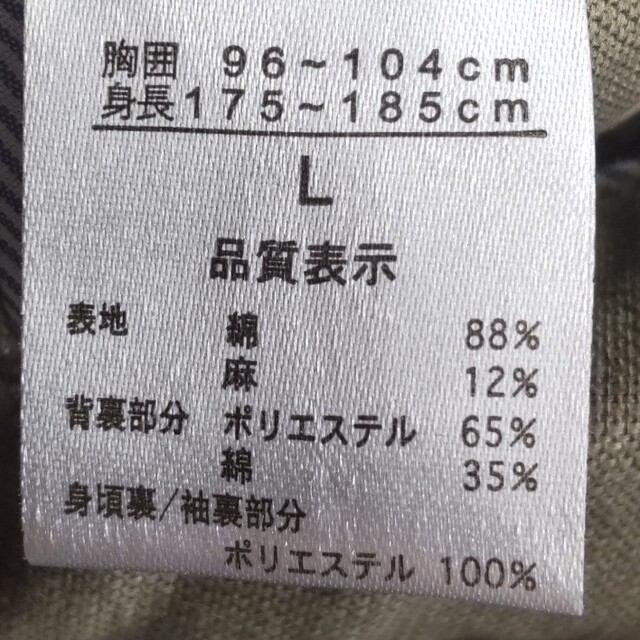 胸囲 96~104cm
身長175~185cm
L
品質表示
表地 綿 88%
麻 12%
背裏部分 ポリエステル 65%
綿 35%
身頃裏/袖裏部分
ポリエステル 100%